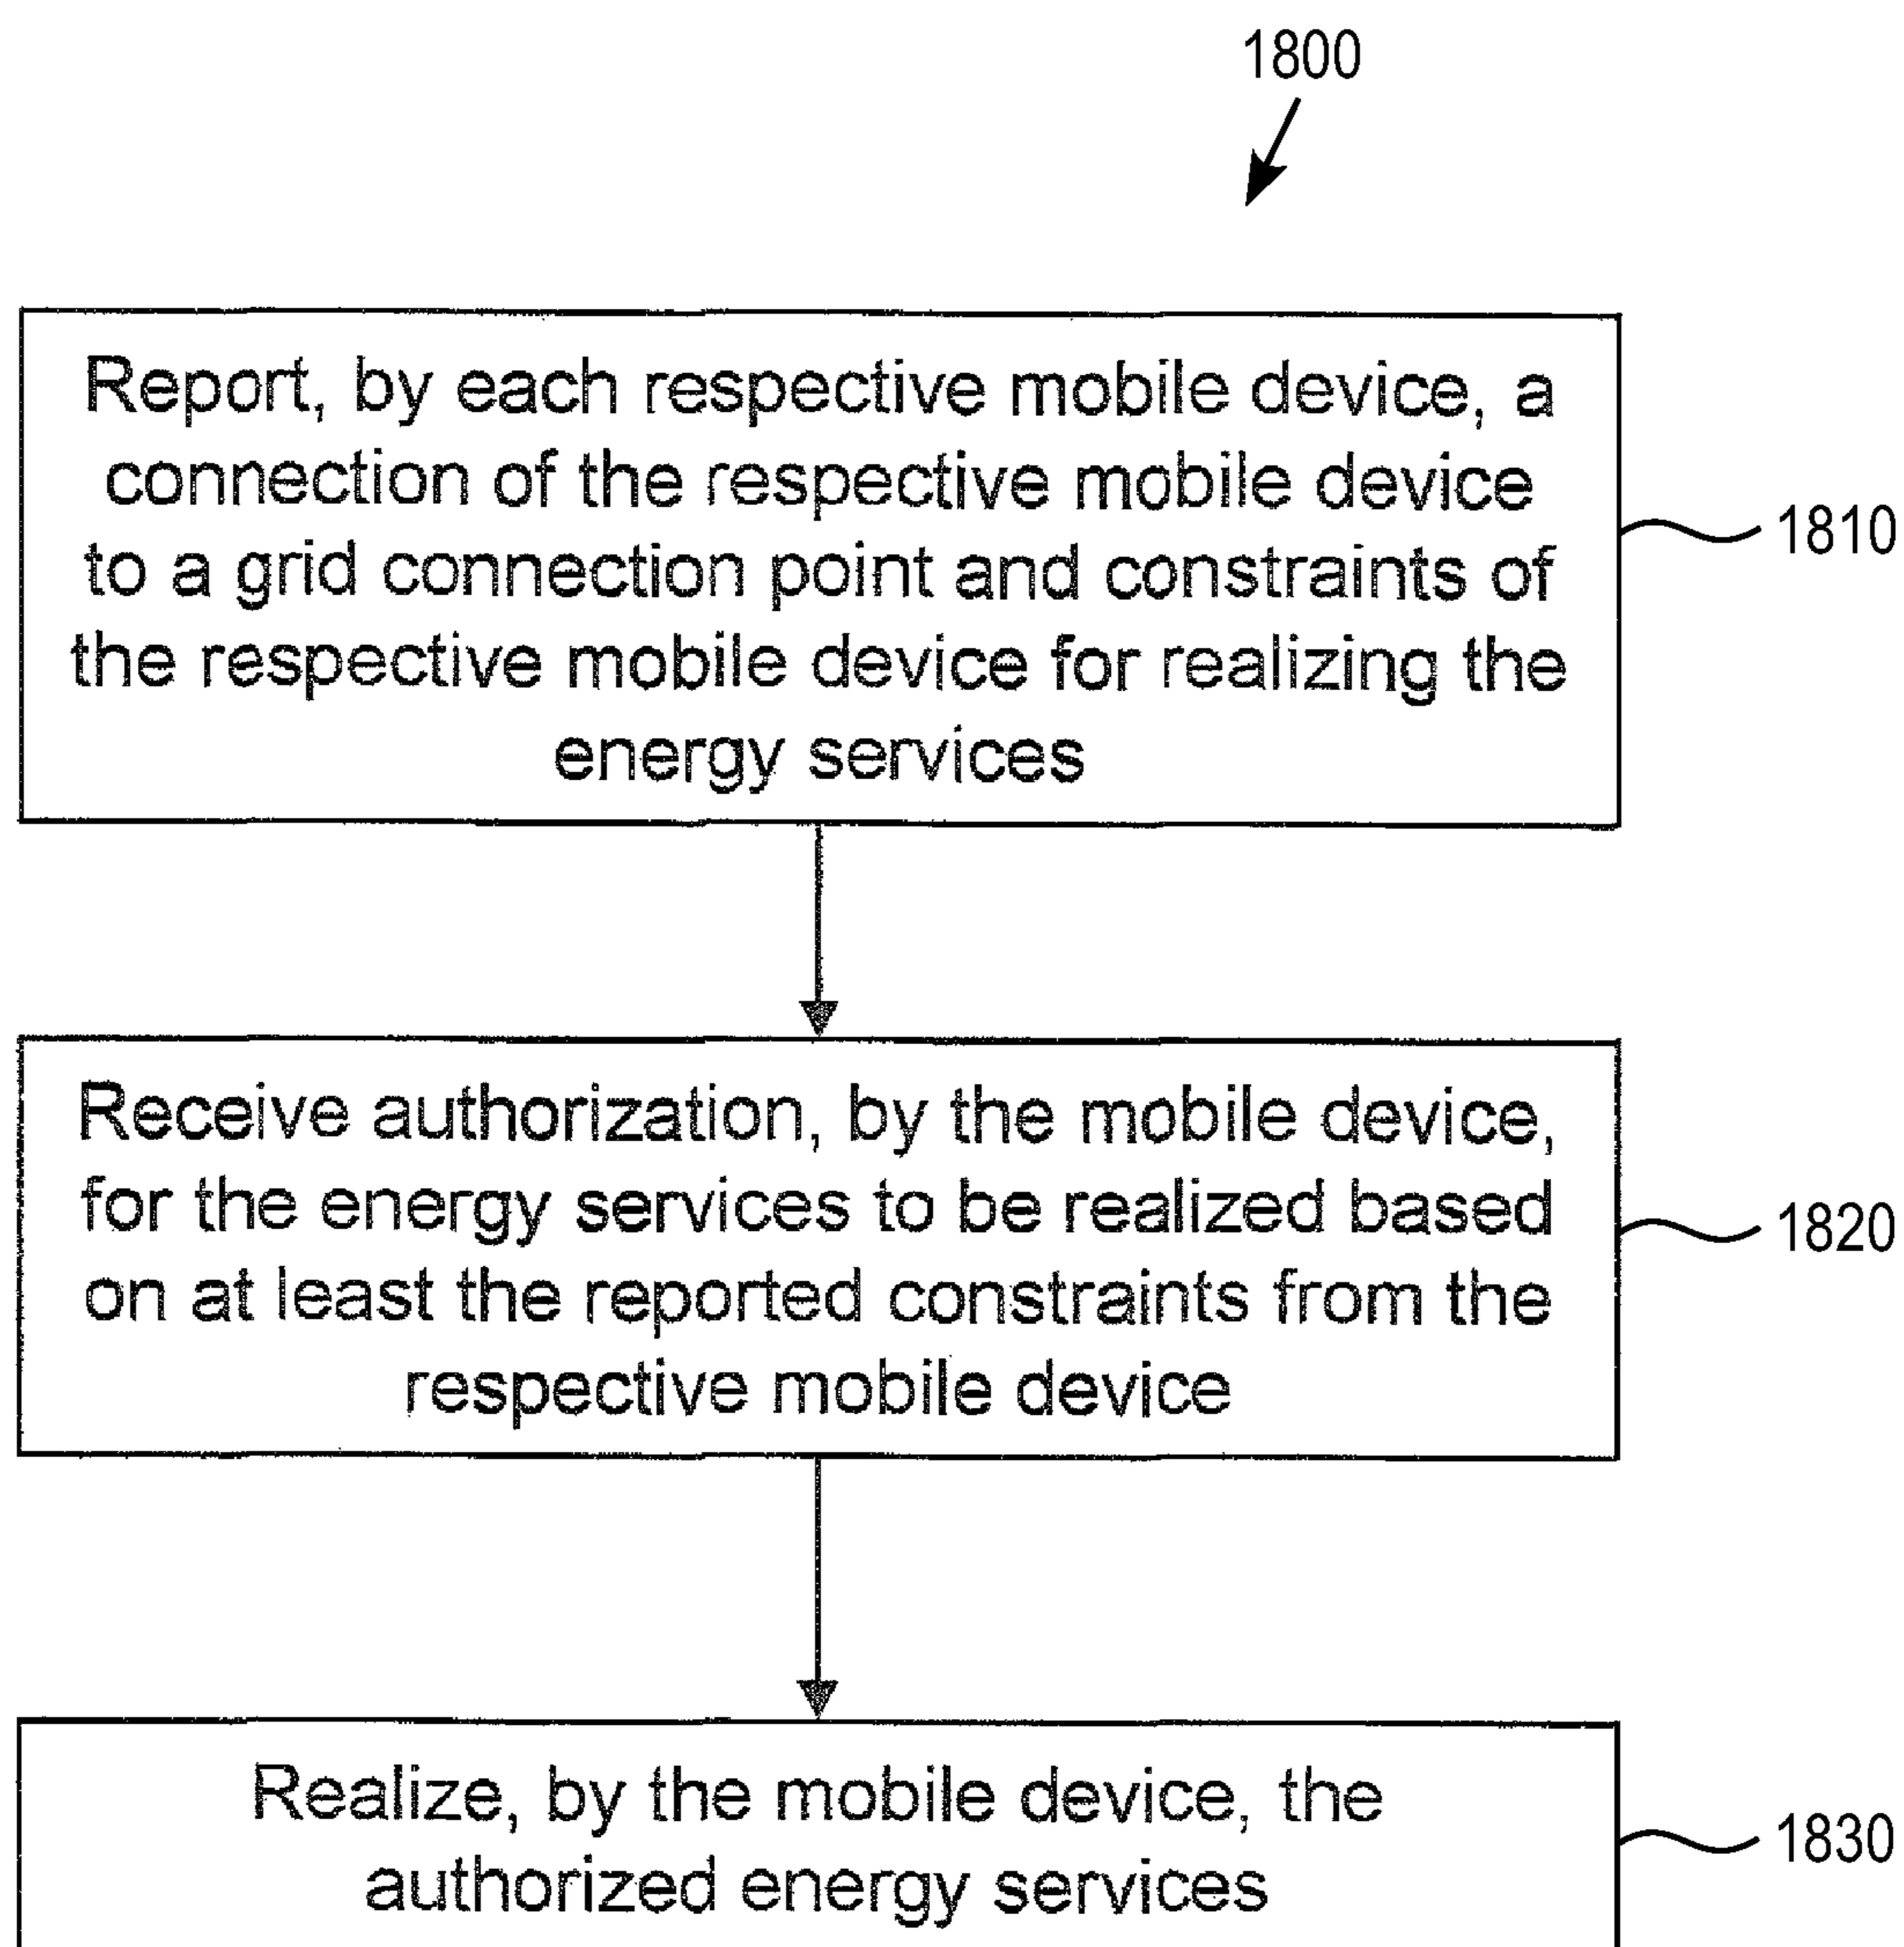 1800
Report, by each respective mobile device, a
connection of the respective mobile device
to a grid connection point and constraints of
the respective mobile device for realizing the
energy services
1810
Receive authorization, by the mobile device,
for the energy services to be realized based
on at least the reported constraints from the
respective mobile device
1820
Realize, by the mobile device, the
authorized energy services
1830